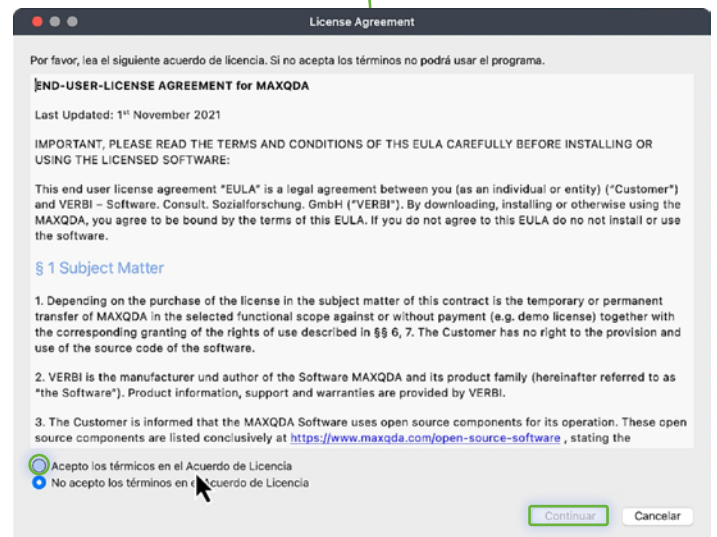 License Agreement
Por favor, lea el siguiente acuerdo de licencia. Si no acepta los términos no podrá usar el programa.
END-USER-LICENSE AGREEMENT for MAXQDA
Last Updated: 1st November 2021
IMPORTANT, PLEASE READ THE TERMS AND CONDITIONS OF THS EULA CAREFULLY BEFORE INSTALLING OR
USING THE LICENSED SOFTWARE:
This end user license agreement "EULA" is a legal agreement between you (as an individual or entity) ("Customer")
and VERBI – Software. Consult. Sozialforschung. GmbH ("VERBI"). By downloading, installing or otherwise using the
MAXQDA, you agree to be bound by the terms of this EULA. If you do not agree to this EULA do no not install or use
the software.
§ 1 Subject Matter
1. Depending on the purchase of the license in the subject matter of this contract is the temporary or permanent
transfer of MAXQDA in the selected functional scope against or without payment (e.g. demo license) together with
the corresponding granting of the rights of use described in §§ 6, 7. The Customer has no right to the provision and
use of the source code of the software.
2. VERBI is the manufacturer und author of the Software MAXQDA and its product family (hereinafter referred to as
"the Software"). Product information, support and warranties are provided by VERBI.
3. The Customer is informed that the MAXQDA Software uses open source components for its operation. These open
source components are listed conclusively at https://www.maxqda.com/open-source-software , stating the
Acepto los térmicos en el Acuerdo de Licencia
No acepto los términos en el Acuerdo de Licencia
Continuar Cancelar